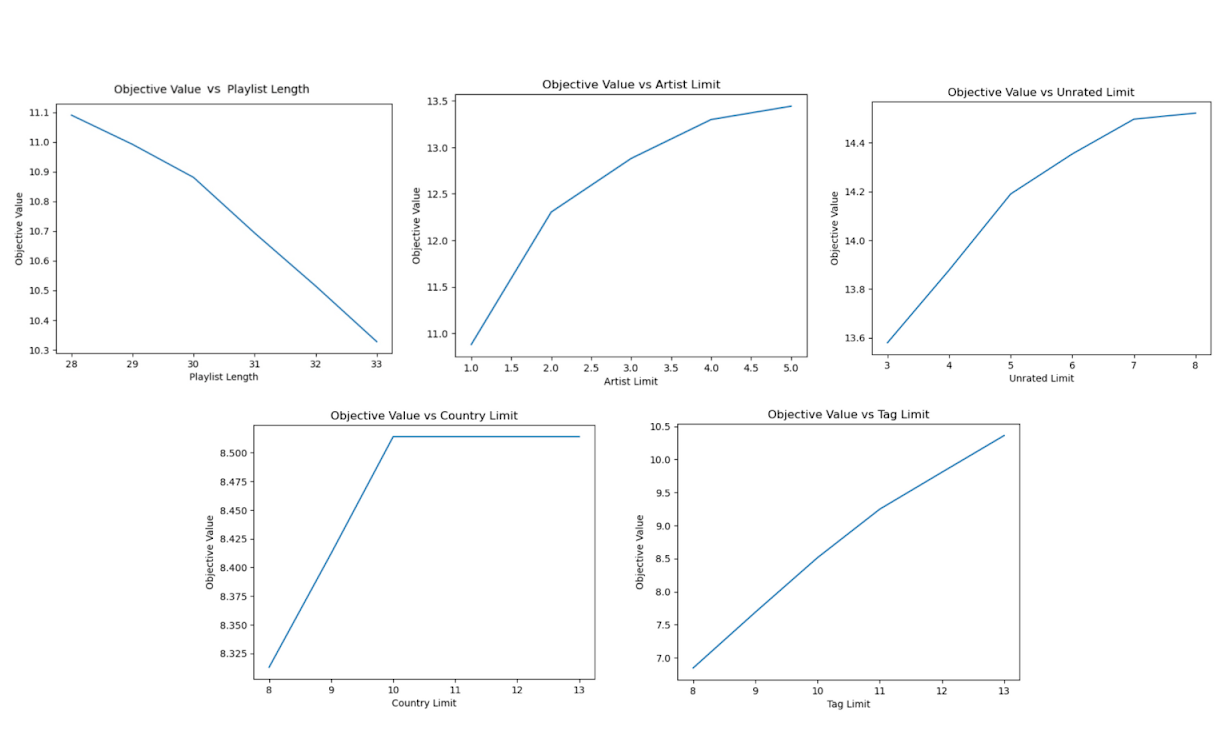 Objective Value vs Playlist Length
11.1
11.0
10.9
10.8
10.7
10.6
10.5
10.4
10.3
Objective Value
28 29 30 31 32 33
Playlist Length
Objective Value vs Artist Limit
13.5
13.0
12.5
12.0
11.5
11.0
Objective Value
1.0 1.5 2.0 2.5 3.0 3.5 4.0 4.5 5.0
Artist Limit
Objective Value vs Unrated Limit
14.4
14.2
14.0
13.8
13.6
Objective Value
3 4 5 6 7 8
Unrated Limit
Objective Value vs Country Limit
8.500
8.475
8.450
8.425
8.400
8.375
8.350
8.325
Objective Value
8 9 10 11 12 13
Country Limit
Objective Value vs Tag Limit
10.5
10.0
9.5
9.0
8.5
8.0
7.5
7.0
Objective Value
8 9 10 11 12 13
Tag Limit